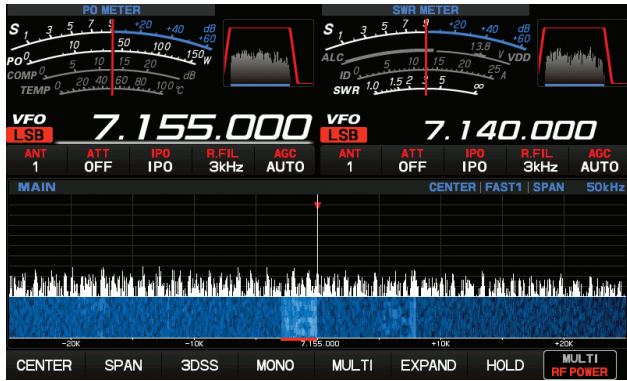 PO METER
S 1 3 5 7 9 +20 +40 +60 dB
PO 0 10 50 100 150 W
COMP 0 5 10 15 20 dB
TEMP 0 20 40 60 80 100 °C
SWR METER
S 1 3 5 7 9 +20 +40 +60 dB
ALC 13.8 V VDD
ID 0 5 10 15 20 25 A
SWR 1.0 1.5 2 3 5 ∞
VFO
LSB 7.155.000
VFO
LSB 7.140.000
ANT ATT IPO R.FIL AGC
1 OFF IPO 3kHz AUTO
ANT ATT IPO R.FIL AGC
1 OFF IPO 3kHz AUTO
MAIN CENTER | FAST1 | SPAN 50kHz
-20K -10K 7.155.000 +10K +20K
CENTER SPAN 3DSS MONO MULTI EXPAND HOLD MULTI
RF POWER